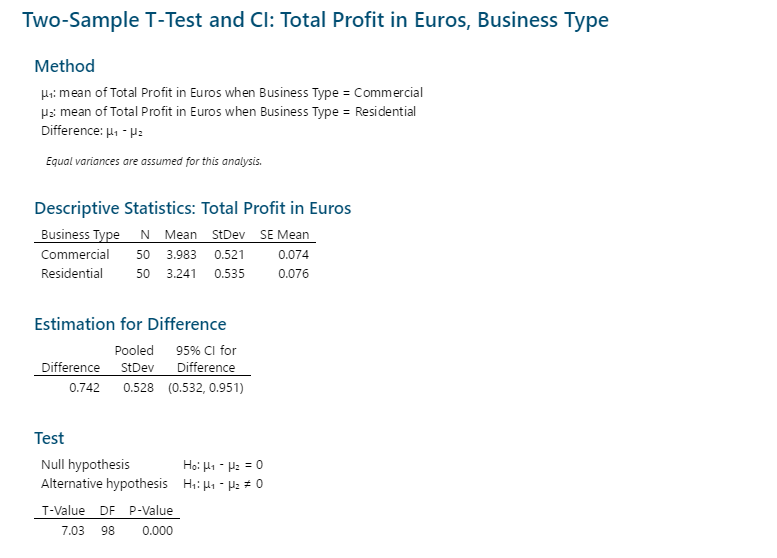 Two-Sample T-Test and CI: Total Profit in Euros, Business Type
Method
μ₁: mean of Total Profit in Euros when Business Type = Commercial
μ₂: mean of Total Profit in Euros when Business Type = Residential
Difference: μ₁ - μ₂
Equal variances are assumed for this analysis.
Descriptive Statistics: Total Profit in Euros
Business Type N Mean StDev SE Mean
Commercial 50 3.983 0.521 0.074
Residential 50 3.241 0.535 0.076
Estimation for Difference
Pooled 95% CI for
Difference StDev Difference
0.742 0.528 (0.532, 0.951)
Test
Null hypothesis H₀: μ₁ - μ₂ = 0
Alternative hypothesis H₁: μ₁ - μ₂ ≠ 0
T-Value DF P-Value
7.03 98 0.000